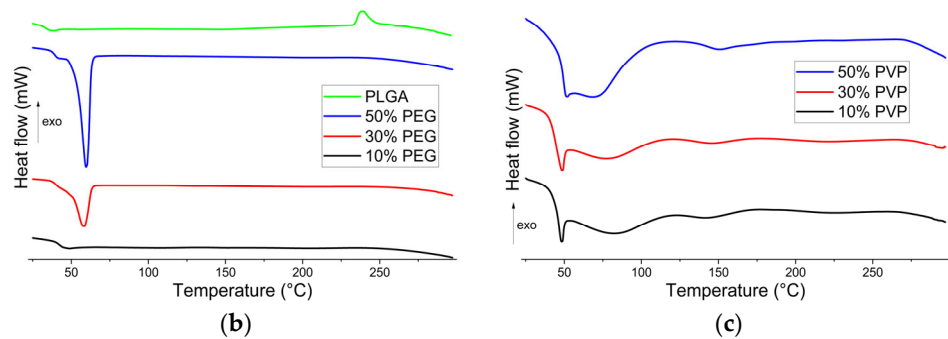 Heat flow (mW)
exo
PLGA
50% PEG
30% PEG
10% PEG
50 100 150 200 250
Temperature (°C)
(b)
Heat flow (mW)
exo
50% PVP
30% PVP
10% PVP
50 100 150 200 250
Temperature (°C)
(c)